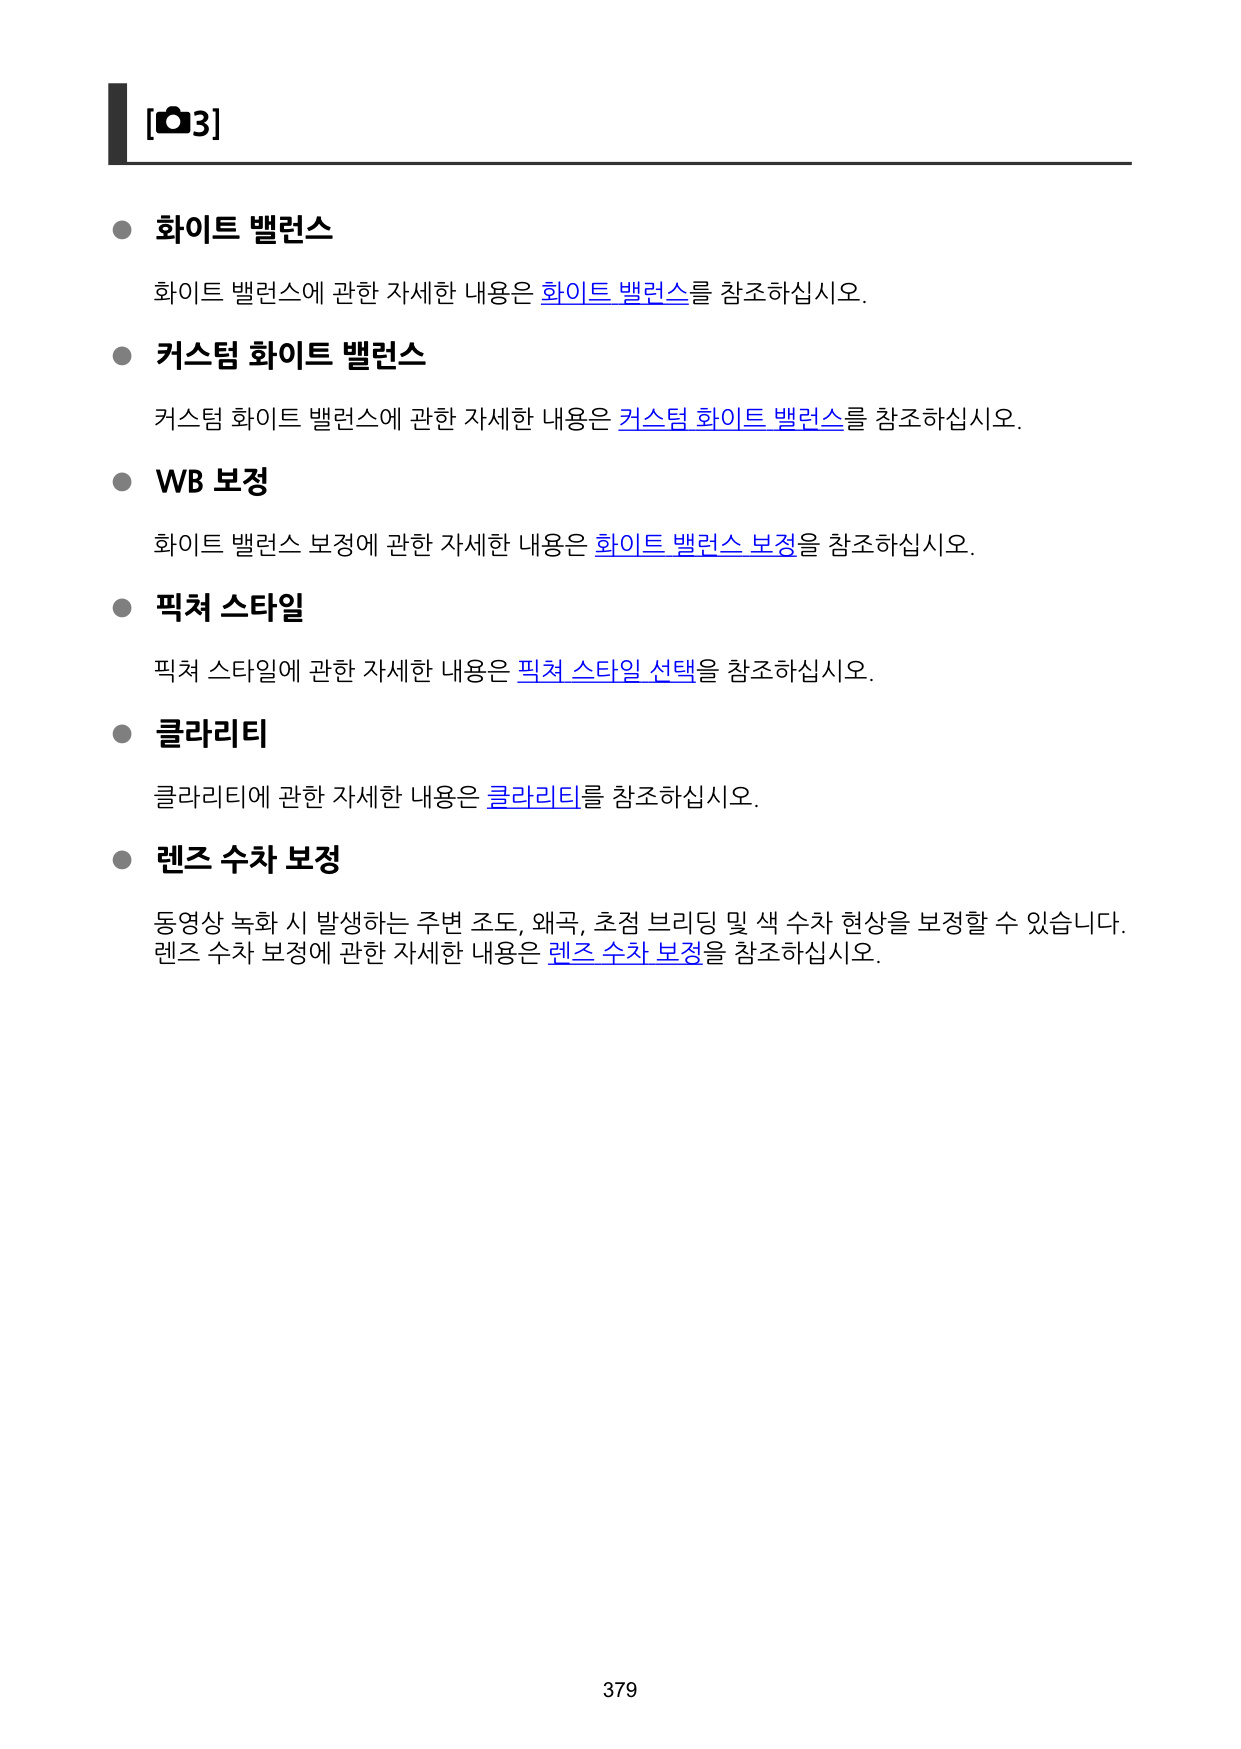 [📷3]
● 화이트 밸런스
화이트 밸런스에 관한 자세한 내용은 화이트 밸런스를 참조하십시오.
● 커스텀 화이트 밸런스
커스텀 화이트 밸런스에 관한 자세한 내용은 커스텀 화이트 밸런스를 참조하십시오.
● WB 보정
화이트 밸런스 보정에 관한 자세한 내용은 화이트 밸런스 보정을 참조하십시오.
● 픽쳐 스타일
픽쳐 스타일에 관한 자세한 내용은 픽쳐 스타일 선택을 참조하십시오.
● 클라리티
클라리티에 관한 자세한 내용은 클라리티를 참조하십시오.
● 렌즈 수차 보정
동영상 녹화 시 발생하는 주변 조도, 왜곡, 초점 브리딩 및 색 수차 현상을 보정할 수 있습니다.
렌즈 수차 보정에 관한 자세한 내용은 렌즈 수차 보정을 참조하십시오.
379